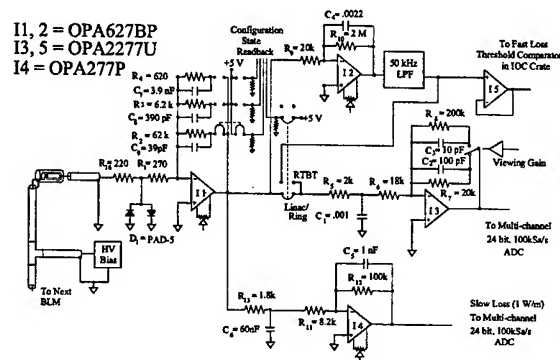 I1, 2 = OPA627BP
I3, 5 = OPA2277U
I4 = OPA277P
Configuration
State
Readback
+5 V
C₄= .0022
R₁₀= 2 M
R₉= 20k
I2
50 kHz
LPF
To Fast Loss
Threshold Comparator
in IOC Crate
I5
R₄ = 620
C₇= 3.9 nF
R₃= 6.2 k
C₈= 390 pF
R₂= 62 k
C₉= 39pF
+5 V
R₈= 200k
C₃= 10 pF
C₂= 100 pF
R₇= 20k
Viewing Gain
R₁₄= 220
R₁= 270
I1
RTBT
Linac/
Ring
R₅= 2k
R₆= 18k
C₁= .001
I3
D₁= PAD-5
HV
Bias
To Next
BLM
To Multi-channel
24 bit, 100kSa/s
ADC
C₅= 1 nF
R₁₂= 100k
R₁₃= 1.8k
C₆= 60nF
R₁₁= 8.2k
I4
Slow Loss (1 W/m)
To Multi-channel
24 bit, 100kSa/s
ADC